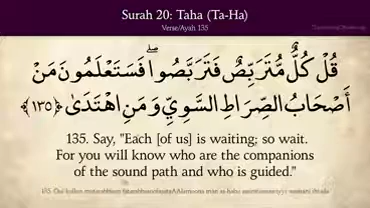 Surah 20: Taha (Ta-Ha)
Verse/Ayah 135
قُلْ كُلٌّ مُّتَرَبِّصٌ فَتَرَبَّصُوا ۖ فَسَتَعْلَمُونَ مَنْ
أَصْحَابُ الصِّرَاطِ السَّوِيِّ وَمَنِ اهْتَدَىٰ ﴿١٣٥﴾
135. Say, "Each [of us] is waiting; so wait.
For you will know who are the companions
of the sound path and who is guided."